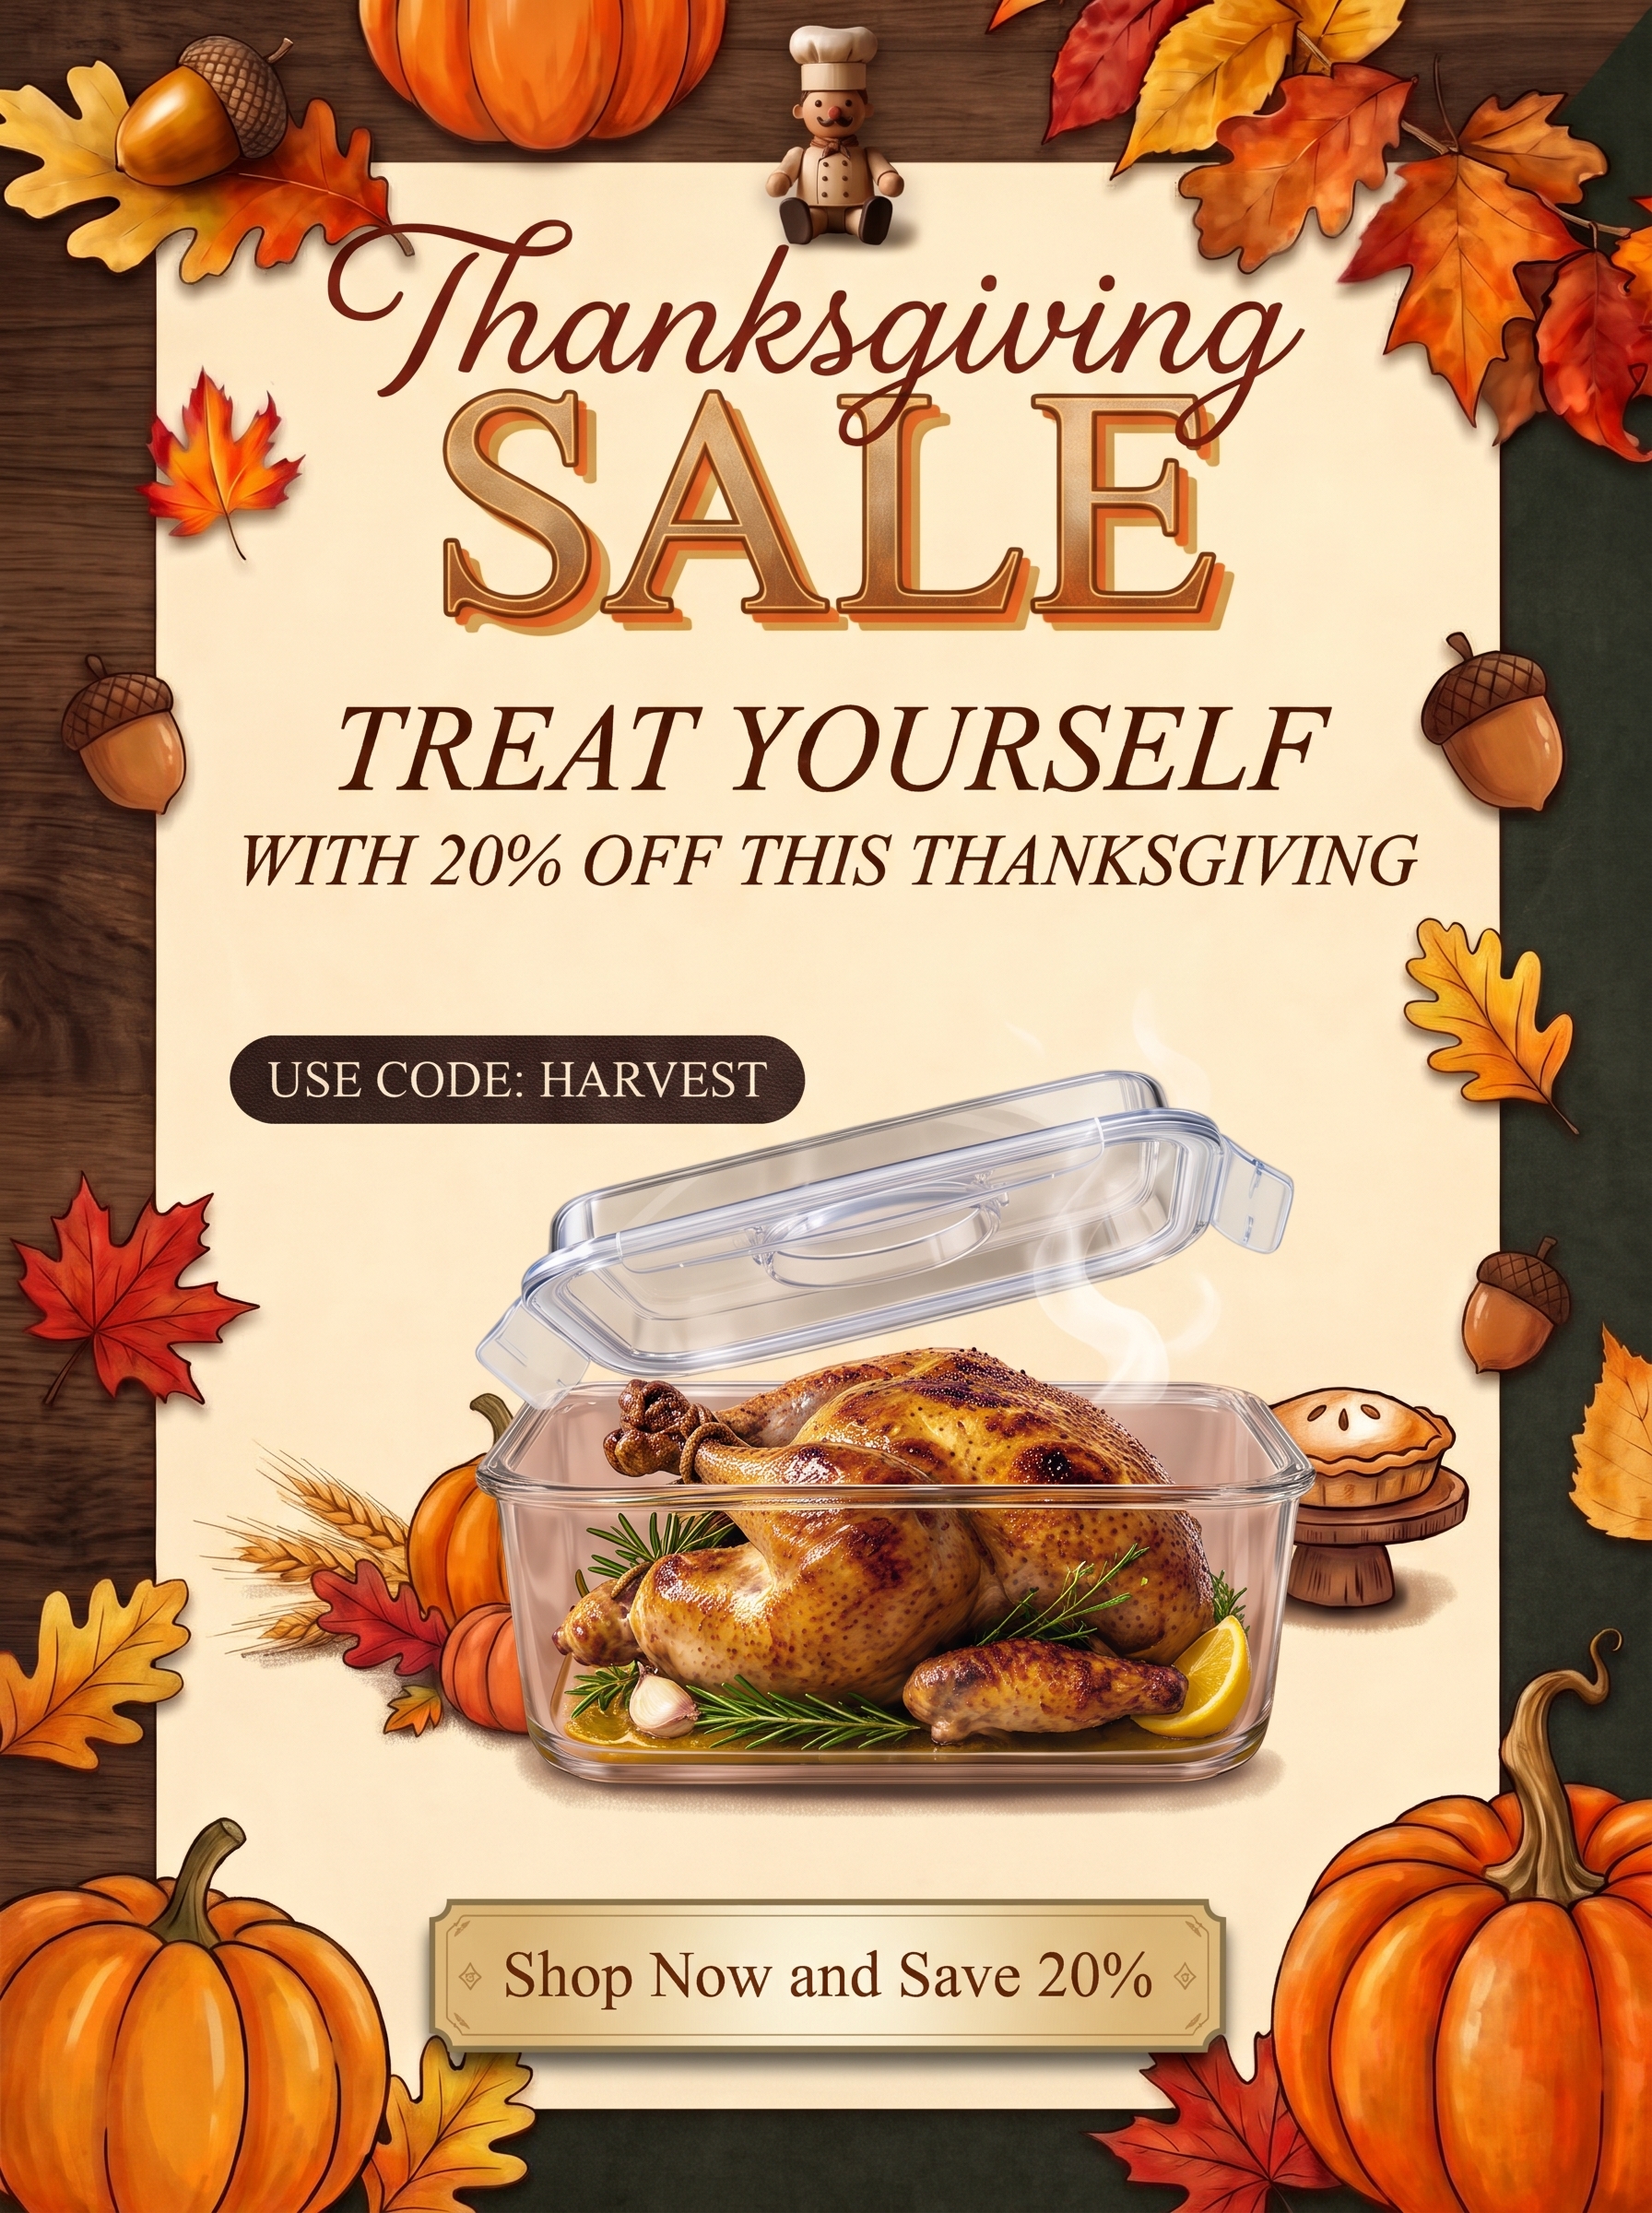 Thanksgiving
SALE
TREAT YOURSELF
WITH 20% OFF THIS THANKSGIVING
USE CODE: HARVEST
Shop Now and Save 20%